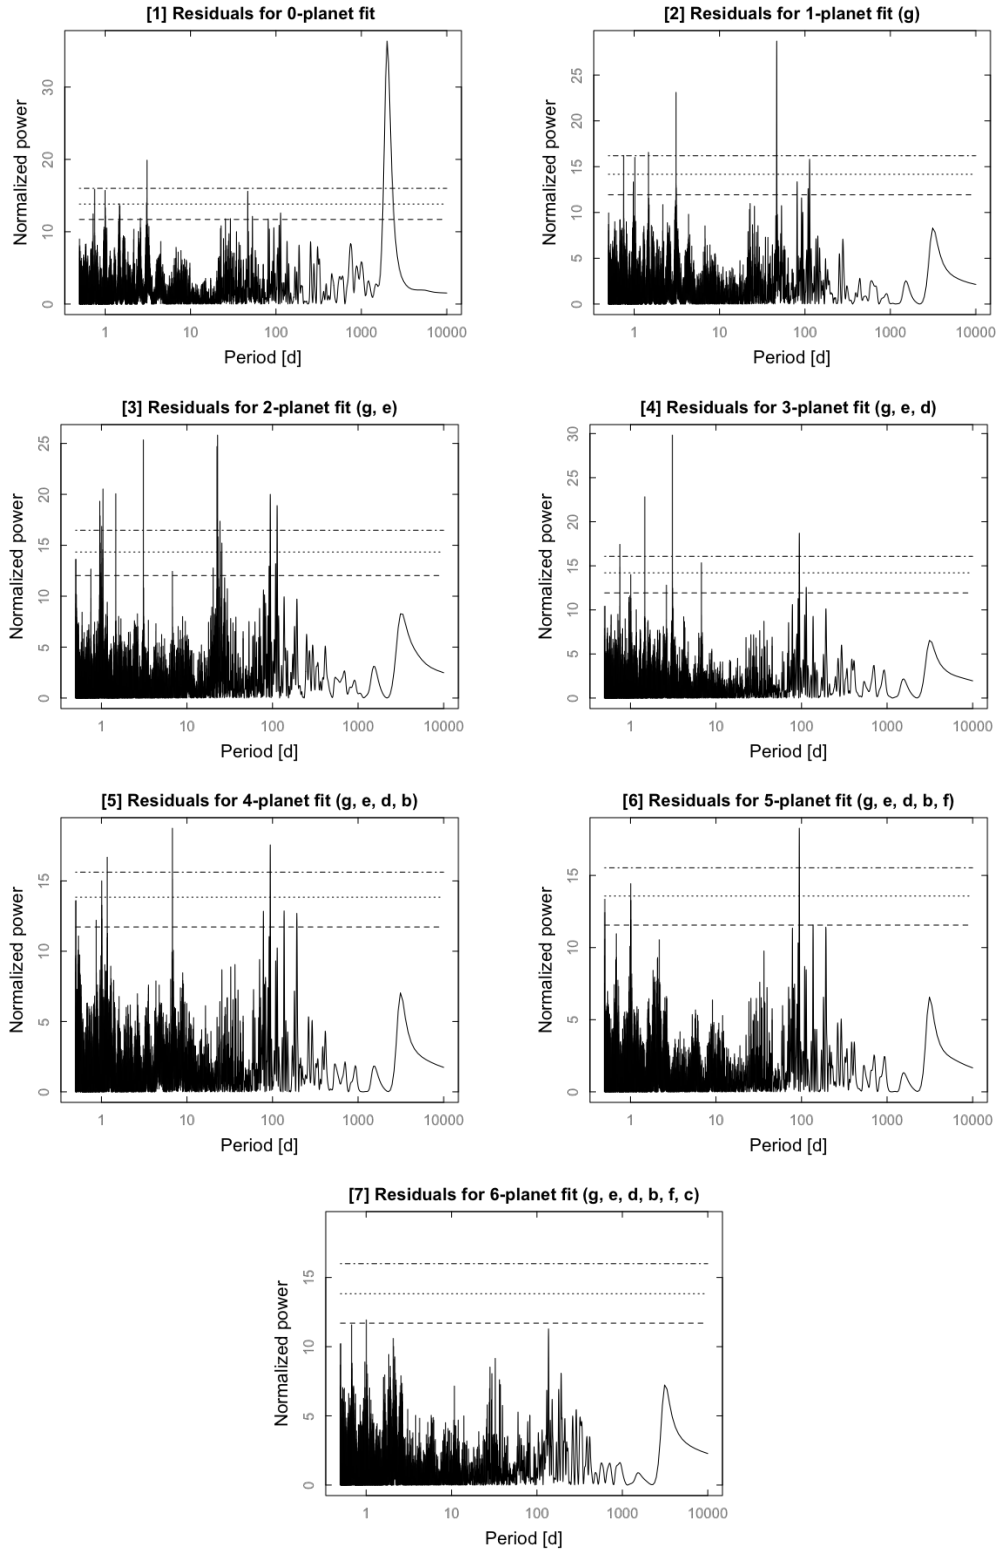 [1] Residuals for 0-planet fit
Normalized power
0 10 20 30
1 10 100 1000 10000
Period [d]
[2] Residuals for 1-planet fit (g)
Normalized power
0 5 10 15 20 25
1 10 100 1000 10000
Period [d]
[3] Residuals for 2-planet fit (g, e)
Normalized power
0 5 10 15 20 25
1 10 100 1000 10000
Period [d]
[4] Residuals for 3-planet fit (g, e, d)
Normalized power
0 5 10 15 20 25 30
1 10 100 1000 10000
Period [d]
[5] Residuals for 4-planet fit (g, e, d, b)
Normalized power
0 5 10 15
1 10 100 1000 10000
Period [d]
[6] Residuals for 5-planet fit (g, e, d, b, f)
Normalized power
0 5 10 15
1 10 100 1000 10000
Period [d]
[7] Residuals for 6-planet fit (g, e, d, b, f, c)
Normalized power
0 5 10 15
1 10 100 1000 10000
Period [d]